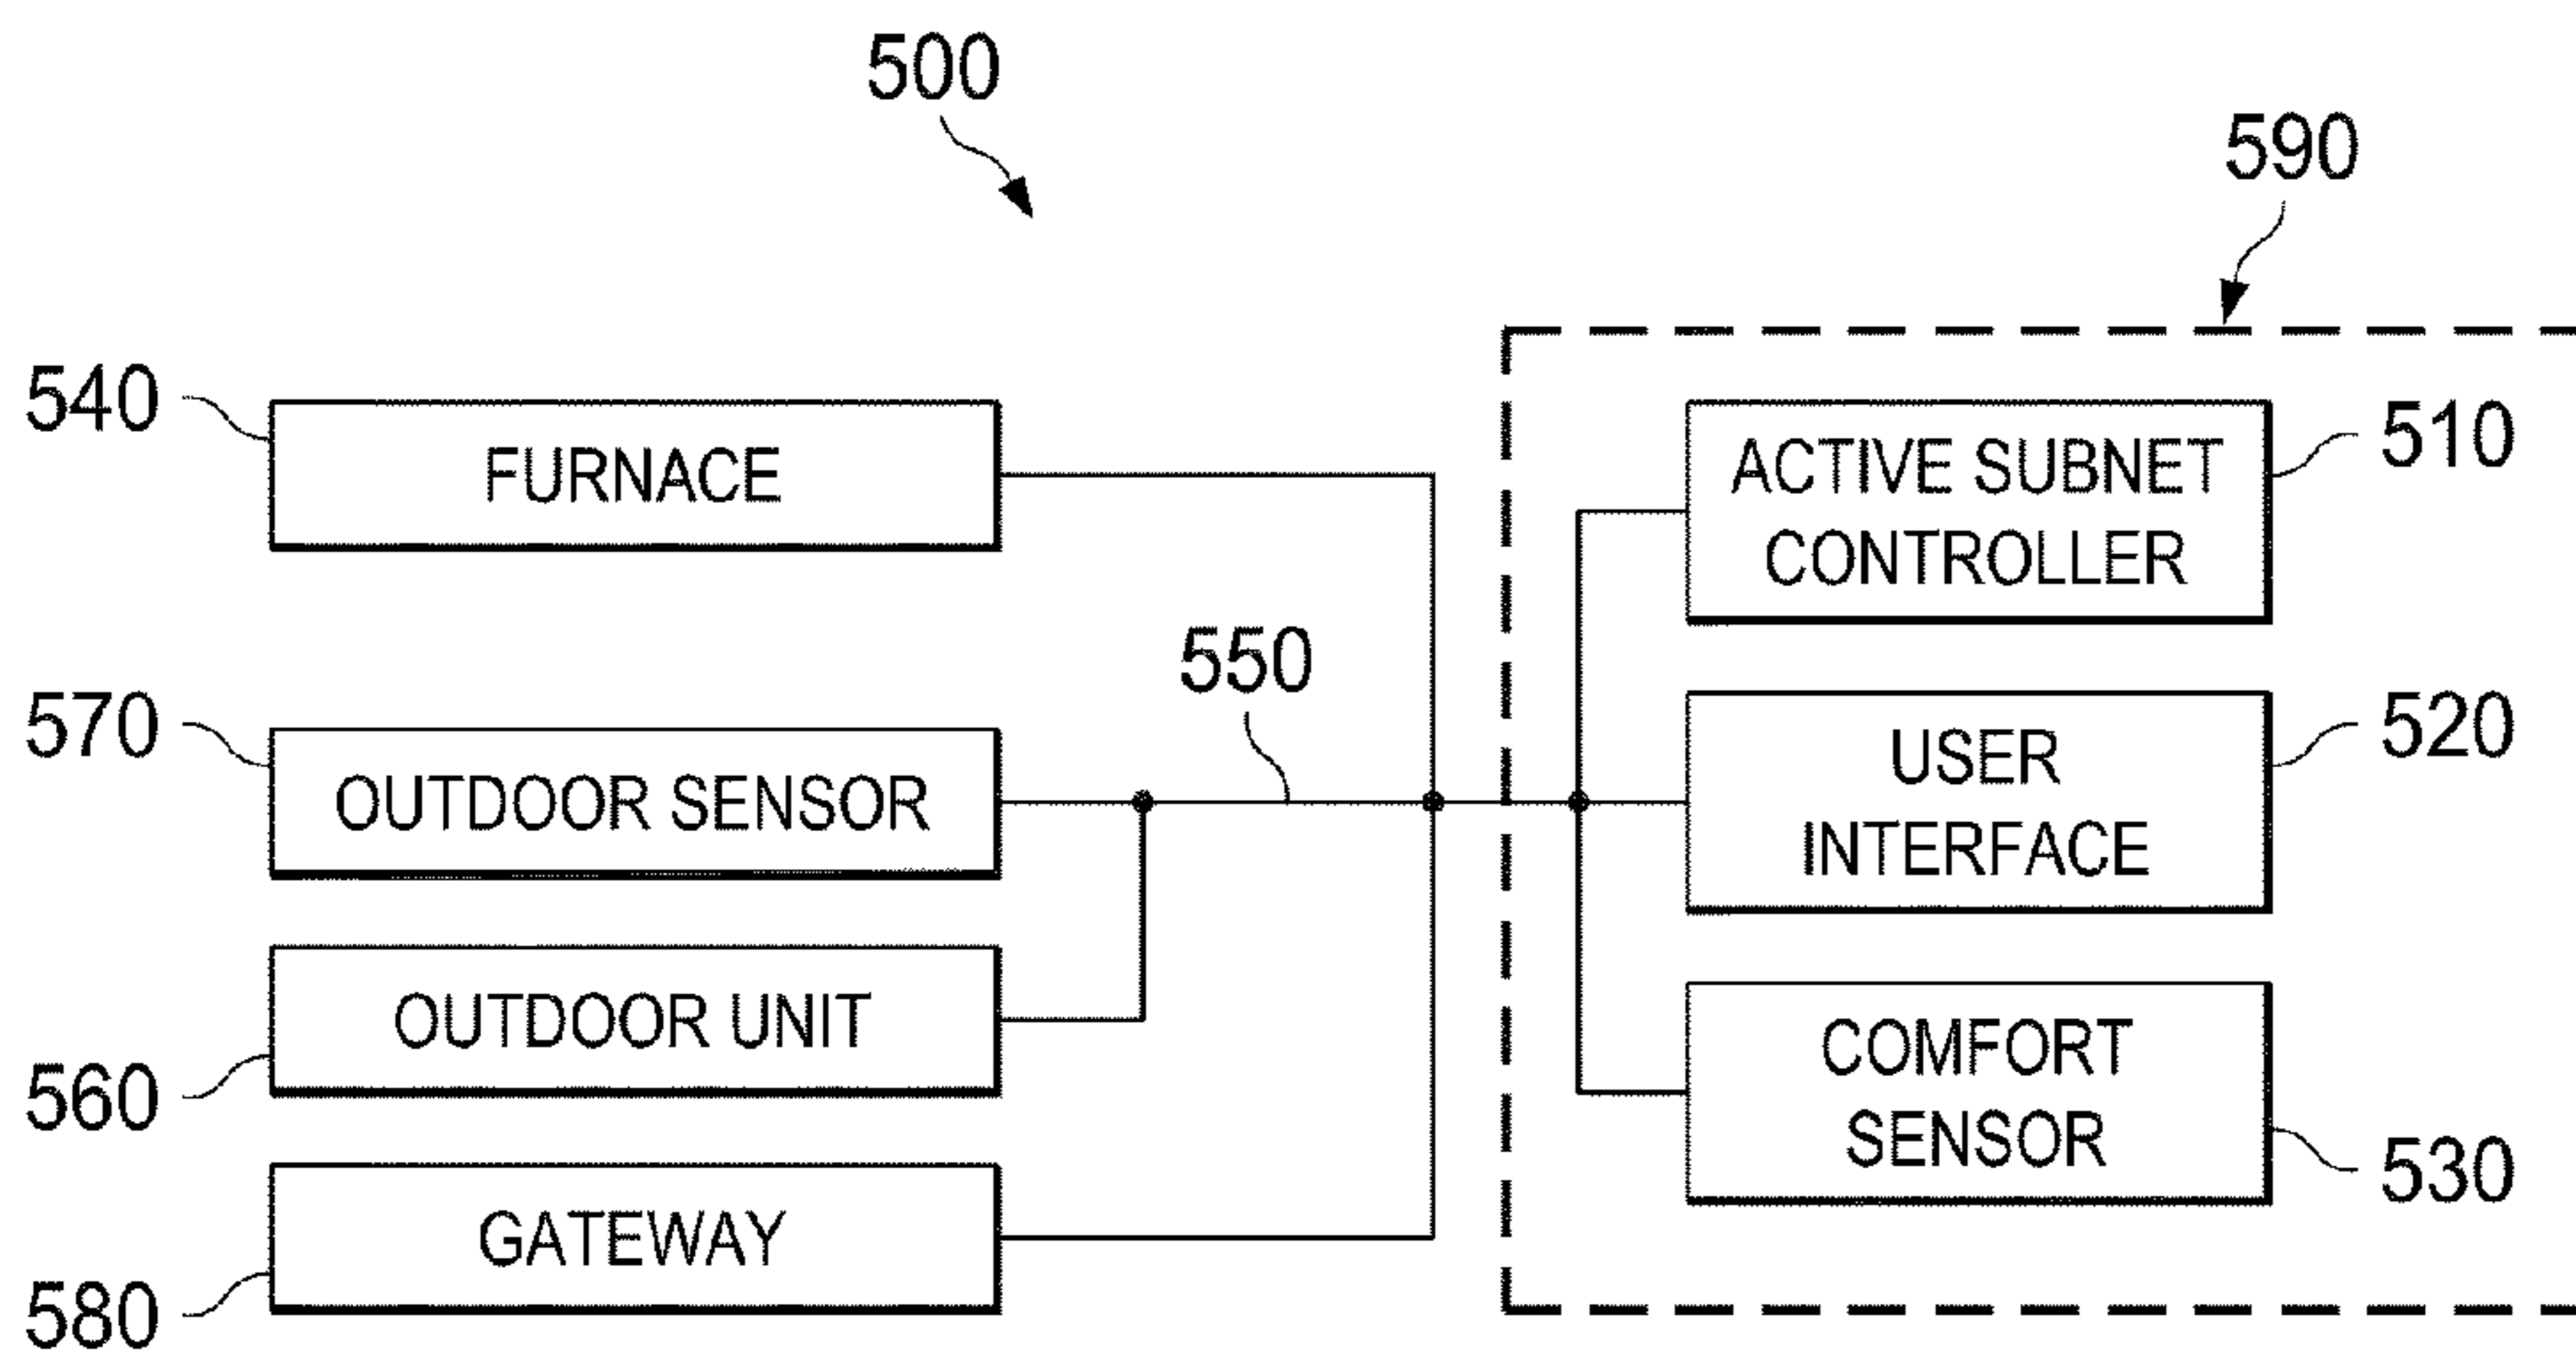 500
590
540
FURNACE
ACTIVE SUBNET
CONTROLLER
510
550
570
OUTDOOR SENSOR
USER
INTERFACE
520
OUTDOOR UNIT
560
COMFORT
SENSOR
530
GATEWAY
580